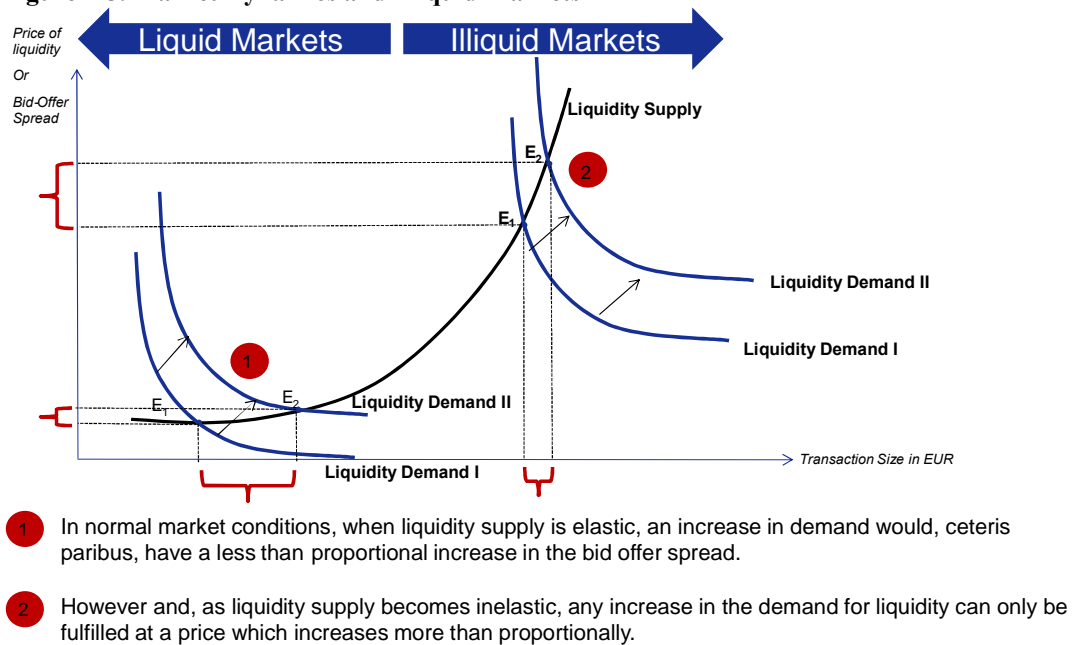 Price of
liquidity
Or
Bid-Offer
Spread
Liquid Markets
Illiquid Markets
Liquidity Supply
E2
2
E1
Liquidity Demand II
Liquidity Demand I
1
E1
E2
Liquidity Demand II
Liquidity Demand I
Transaction Size in EUR
1 In normal market conditions, when liquidity supply is elastic, an increase in demand would, ceteris
paribus, have a less than proportional increase in the bid offer spread.
2 However and, as liquidity supply becomes inelastic, any increase in the demand for liquidity can only be
fulfilled at a price which increases more than proportionally.